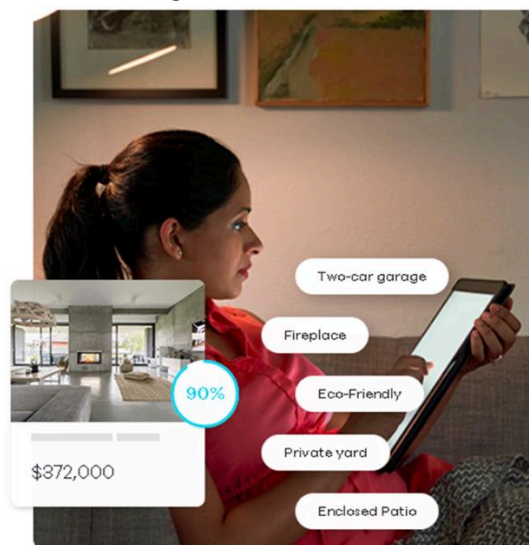 Two-car garage
Fireplace
Eco-Friendly
90%
Private yard
$372,000
Enclosed Patio